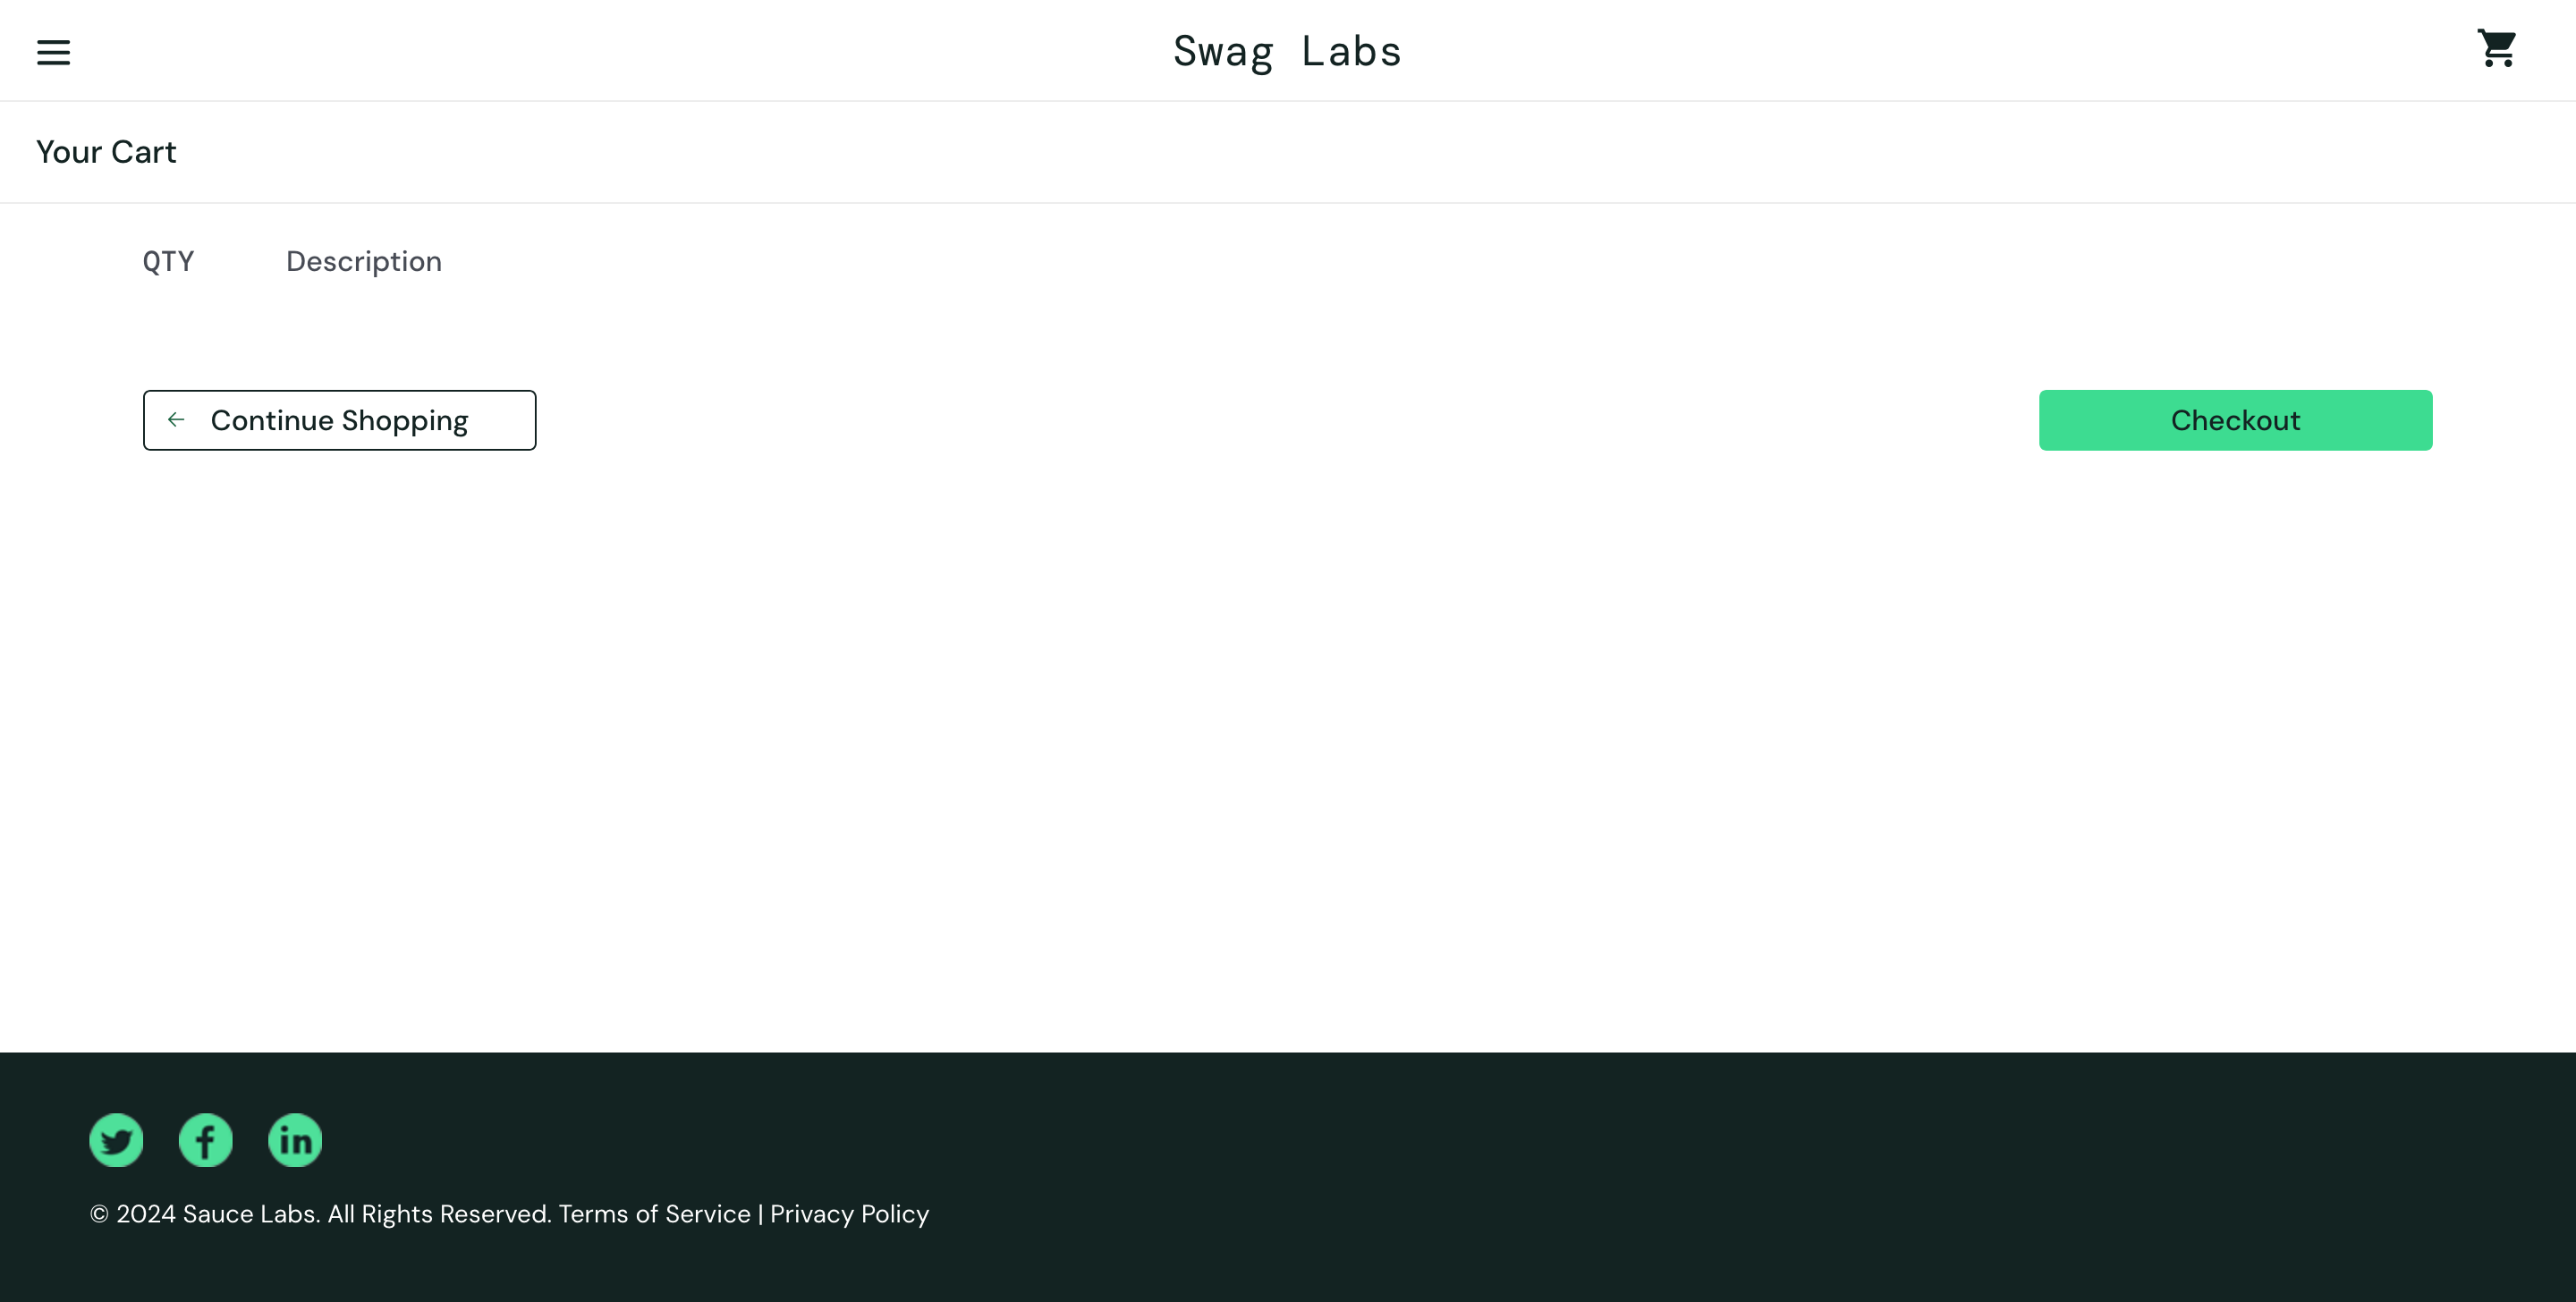 Swag Labs
Your Cart
QTY Description
Continue Shopping
Checkout
© 2024 Sauce Labs. All Rights Reserved. Terms of Service | Privacy Policy